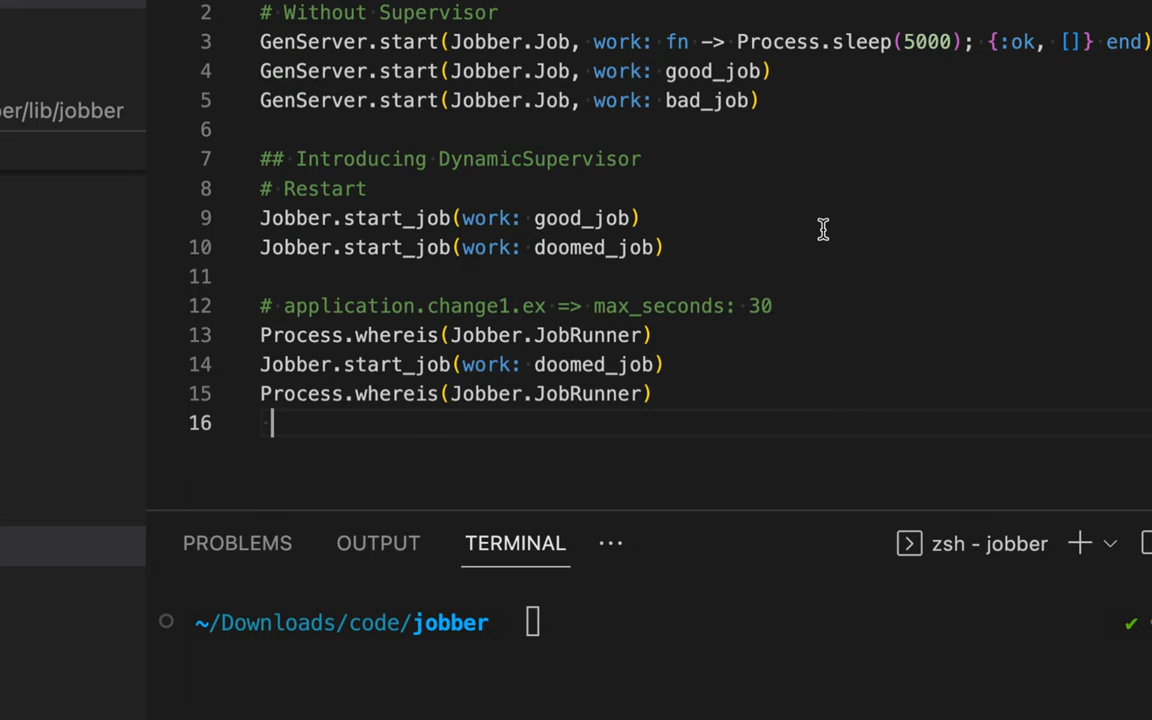 2 # Without Supervisor
3 GenServer.start(Jobber.Job, work: fn -> Process.sleep(5000); {:ok, []} end)
er/lib/jobber
4 GenServer.start(Jobber.Job, work: good_job)
5 GenServer.start(Jobber.Job, work: bad_job)
6
7 ## Introducing DynamicSupervisor
8 # Restart
9 Jobber.start_job(work: good_job)
10 Jobber.start_job(work: doomed_job)
11
12 # application.change1.ex => max_seconds: 30
13 Process.whereis(Jobber.JobRunner)
14 Jobber.start_job(work: doomed_job)
15 Process.whereis(Jobber.JobRunner)
16
PROBLEMS OUTPUT TERMINAL ··· zsh - jobber
~/Downloads/code/jobber